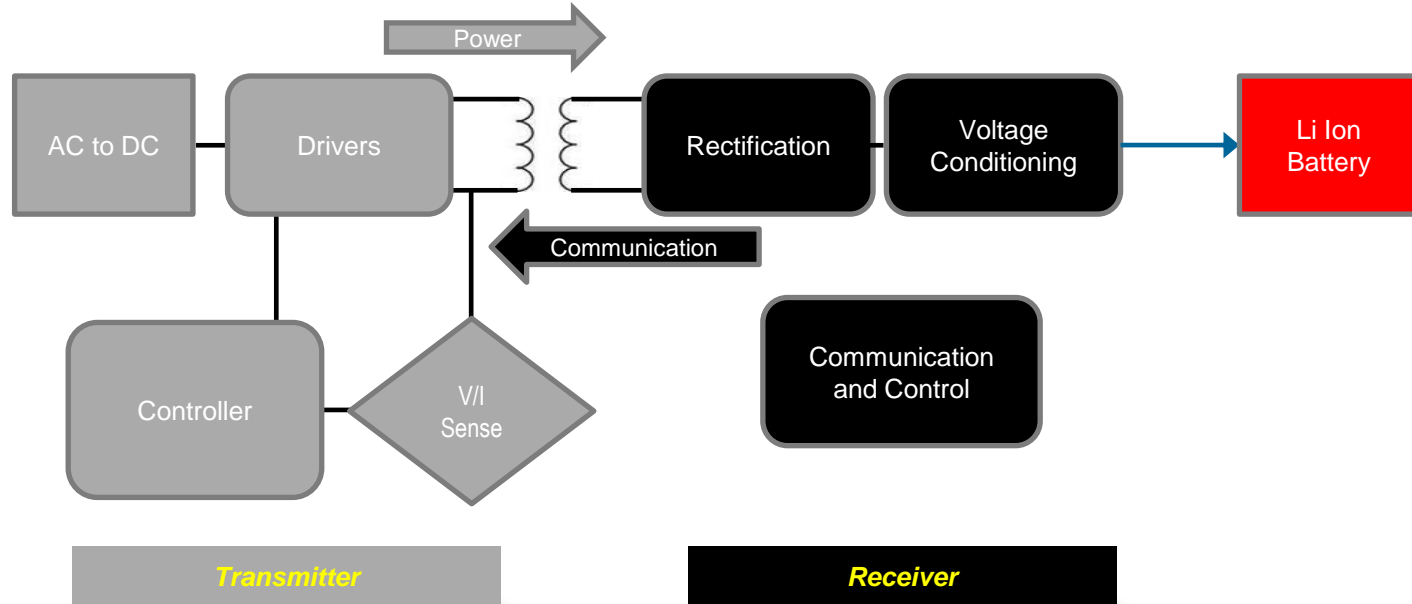 Power
AC to DC
Drivers
Rectification
Voltage
Conditioning
Li Ion
Battery
Communication
Controller
V/I
Sense
Communication
and Control
Transmitter
Receiver